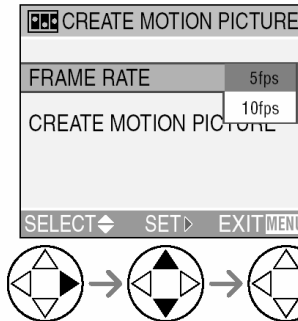 CREATE MOTION PICTURE
FRAME RATE 5fps
10fps
CREATE MOTION PICTURE
SELECT SET EXIT MENU